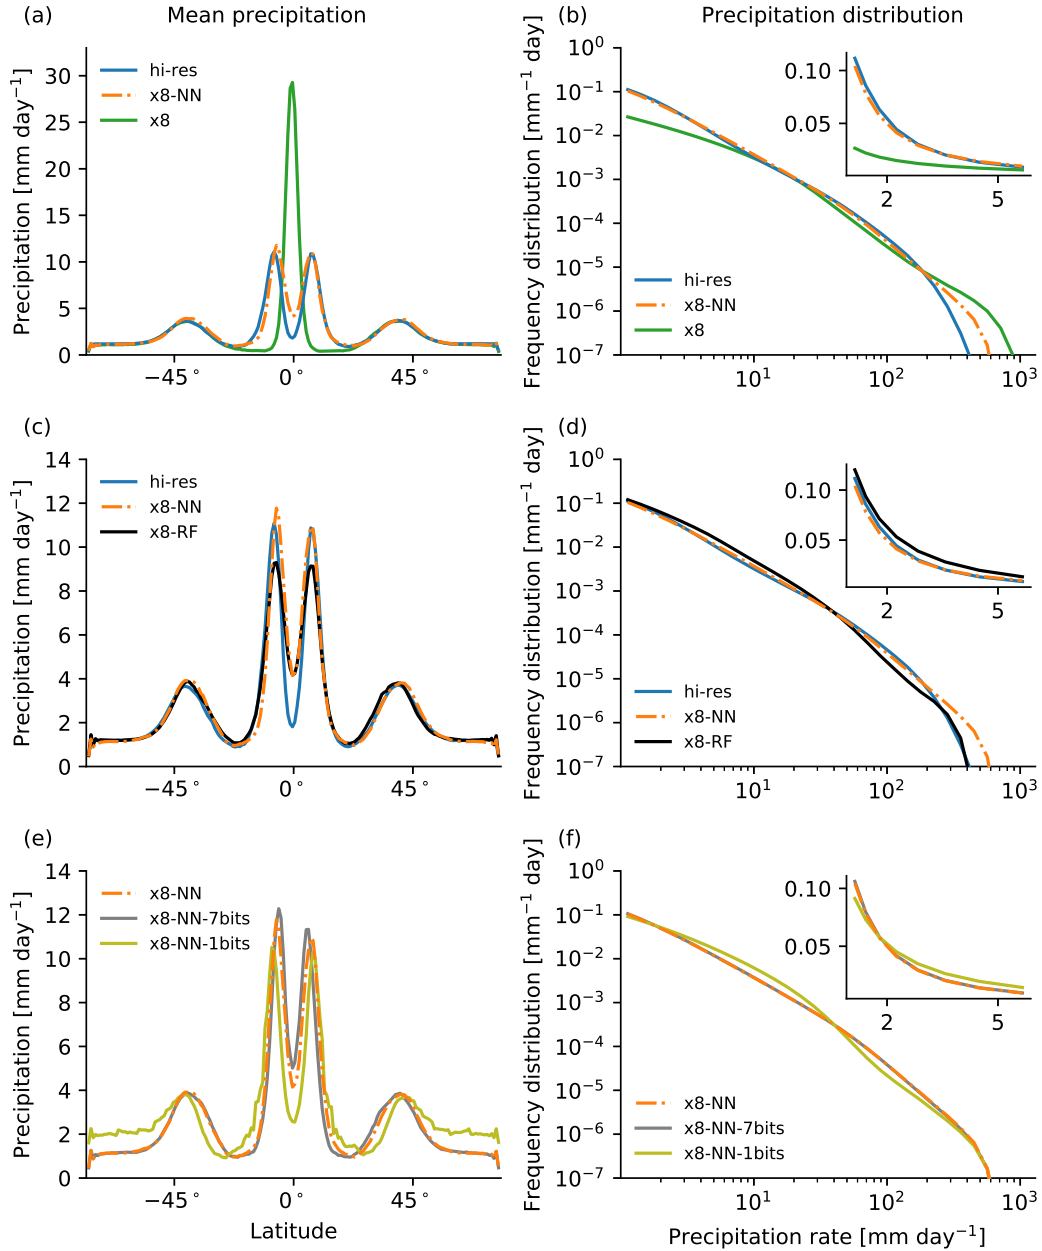 (a) Mean precipitation
Precipitation [mm day⁻¹]
30
25
20
15
10
5
0
hi-res
x8-NN
x8
−45° 0° 45°
(b) Precipitation distribution
Frequency distribution [mm⁻¹ day]
10⁰
10⁻¹
10⁻²
10⁻³
10⁻⁴
10⁻⁵
10⁻⁶
10⁻⁷
0.10
0.05
2 5
hi-res
x8-NN
x8
10¹ 10² 10³
(c)
Precipitation [mm day⁻¹]
14
12
10
8
6
4
2
0
hi-res
x8-NN
x8-RF
−45° 0° 45°
(d)
Frequency distribution [mm⁻¹ day]
10⁰
10⁻¹
10⁻²
10⁻³
10⁻⁴
10⁻⁵
10⁻⁶
10⁻⁷
0.10
0.05
2 5
hi-res
x8-NN
x8-RF
10¹ 10² 10³
(e)
Precipitation [mm day⁻¹]
14
12
10
8
6
4
2
0
x8-NN
x8-NN-7bits
x8-NN-1bits
−45° 0° 45°
Latitude
(f)
Frequency distribution [mm⁻¹ day]
10⁰
10⁻¹
10⁻²
10⁻³
10⁻⁴
10⁻⁵
10⁻⁶
10⁻⁷
0.10
0.05
2 5
x8-NN
x8-NN-7bits
x8-NN-1bits
10¹ 10² 10³
Precipitation rate [mm day⁻¹]